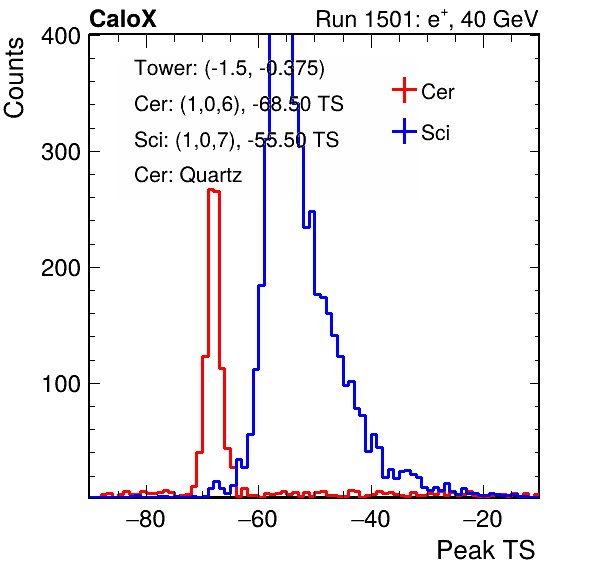 CaloX Run 1501: e⁺, 40 GeV
Counts
400
300
200
100
Tower: (-1.5, -0.375)
Cer: (1,0,6), -68.50 TS
Sci: (1,0,7), -55.50 TS
Cer: Quartz
Cer
Sci
−80 −60 −40 −20
Peak TS